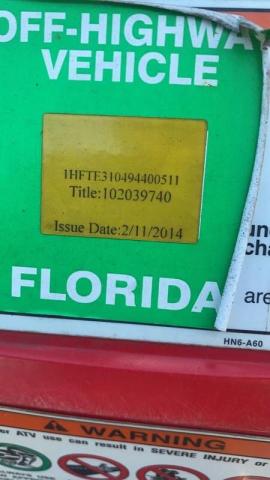 OFF-HIGHWA
VEHICLE
1HFTE310494400511
Title:102039740
Issue Date:2/11/2014
FLORIDA
are
HN6-A60
WARNING
ATV use can result in SEVERE INJURY or